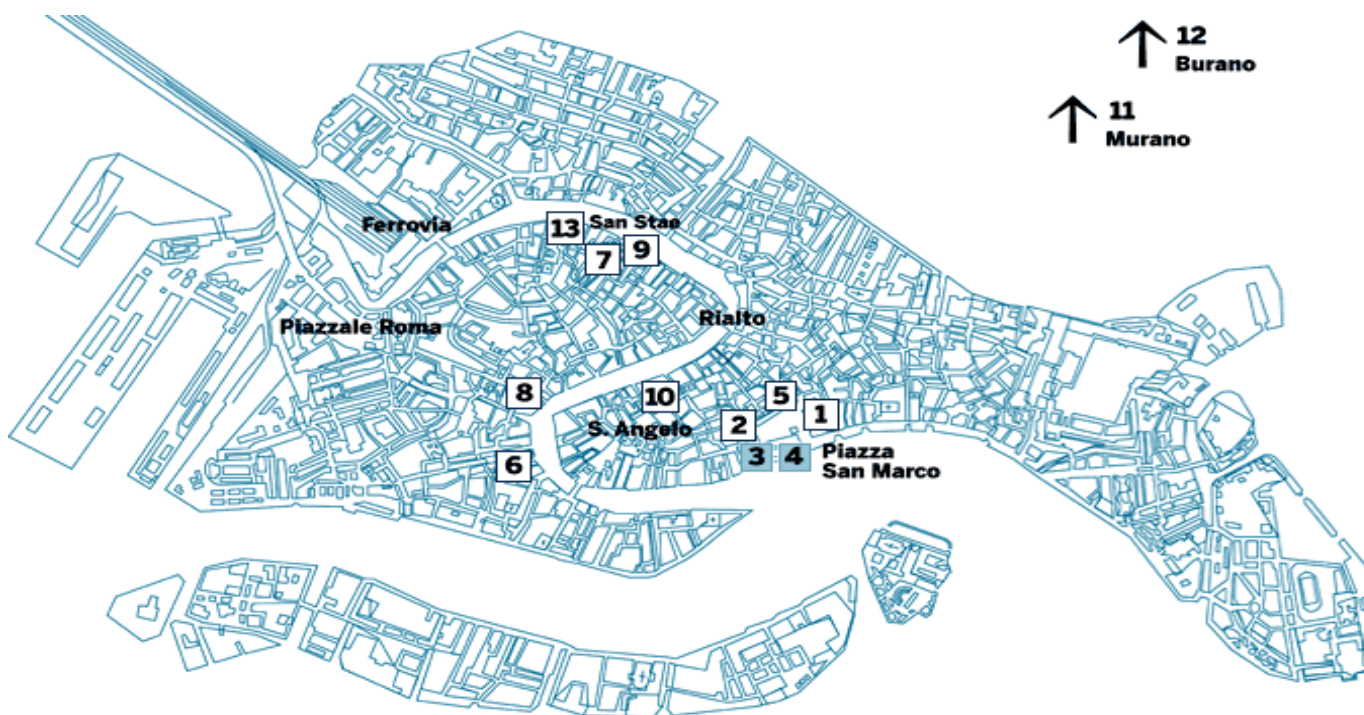 12
Burano
11
Murano
Ferrovia
13
San Stae
7
9
Piazzale Roma
Rialto
8
10
5
1
2
S. Angelo
6
3
4
Piazza
San Marco